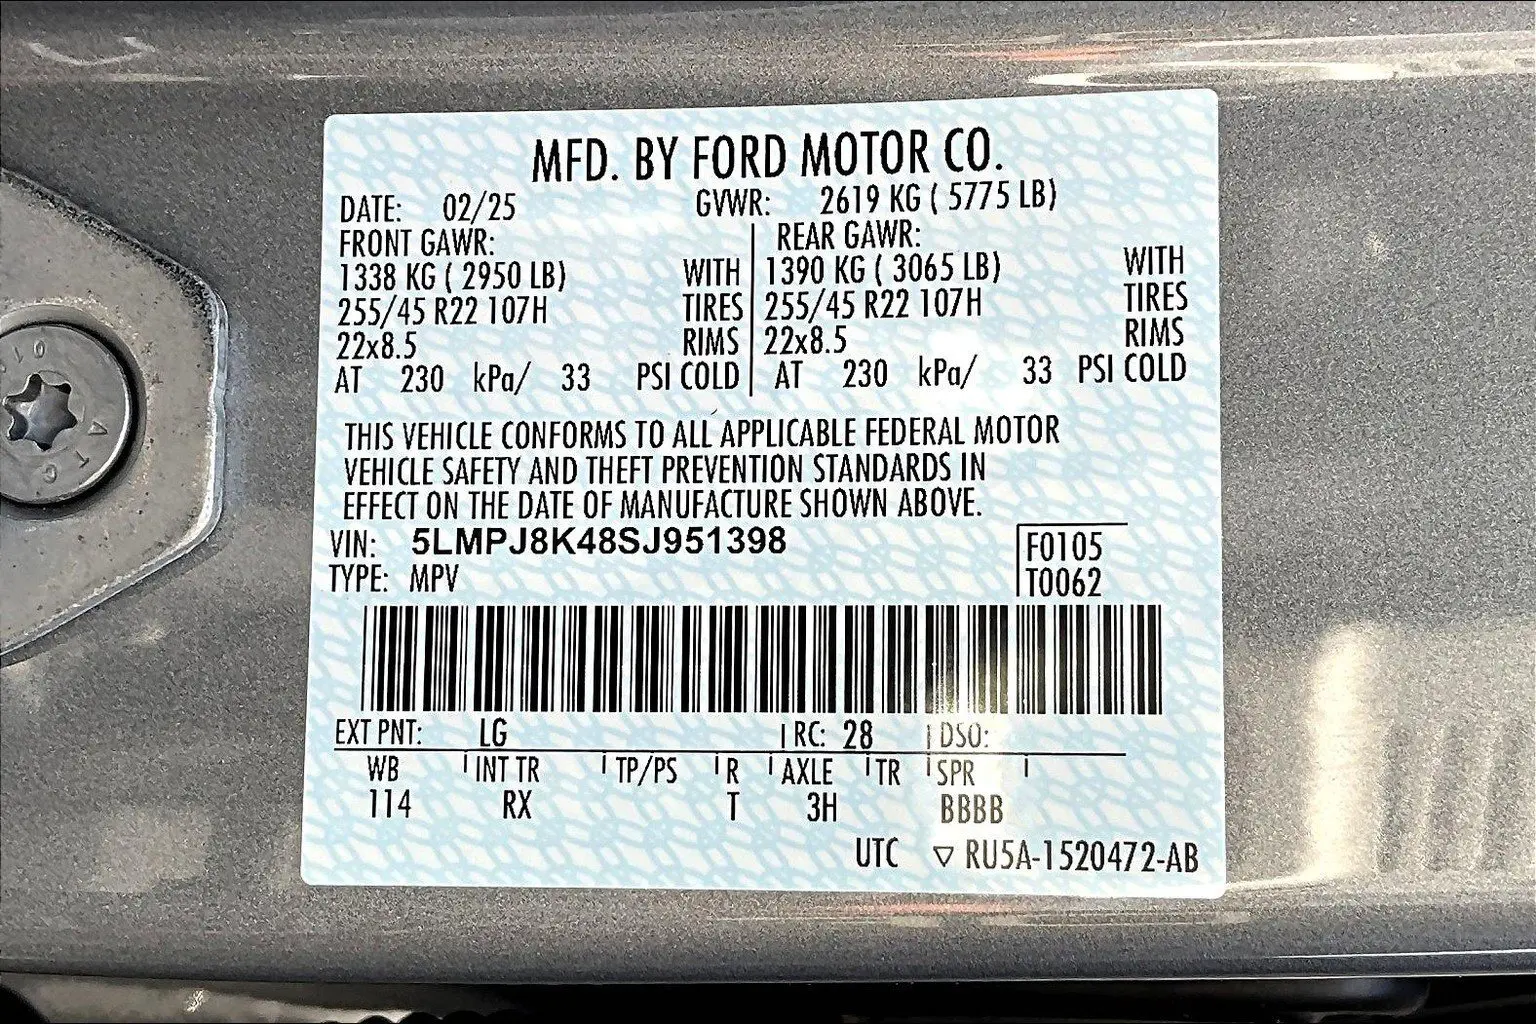 MFD. BY FORD MOTOR CO.
DATE: 02/25 GVWR: 2619 KG ( 5775 LB)
FRONT GAWR: REAR GAWR:
1338 KG ( 2950 LB) WITH 1390 KG ( 3065 LB) WITH
255/45 R22 107H TIRES 255/45 R22 107H TIRES
22x8.5 RIMS 22x8.5 RIMS
AT 230 kPa/ 33 PSI COLD AT 230 kPa/ 33 PSI COLD
THIS VEHICLE CONFORMS TO ALL APPLICABLE FEDERAL MOTOR
VEHICLE SAFETY AND THEFT PREVENTION STANDARDS IN
EFFECT ON THE DATE OF MANUFACTURE SHOWN ABOVE.
VIN: 5LMPJ8K48SJ951398 F0105
TYPE: MPV T0062
EXT PNT: LG RC: 28 DSO:
WB INT TR TP/PS R AXLE TR SPR
114 RX T 3H BBBB
UTC ▽ RU5A-1520472-AB